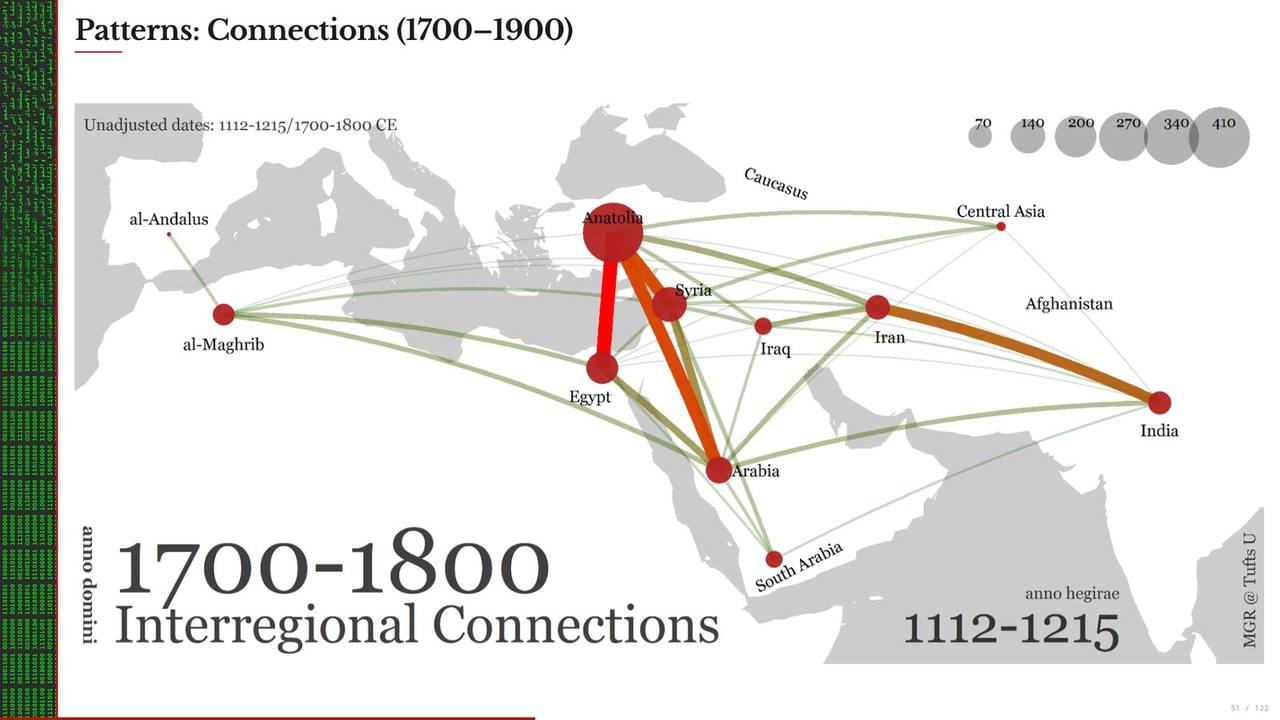 Patterns: Connections (1700–1900)
Unadjusted dates: 1112-1215/1700-1800 CE
70 140 200 270 340 410
Caucasus
al-Andalus
Anatolia
Central Asia
Syria
Afghanistan
al-Maghrib
Iraq
Iran
Egypt
India
Arabia
South Arabia
anno domini
1700-1800
Interregional Connections
anno hegirae
1112-1215
MGR @ Tufts U
51 / 122